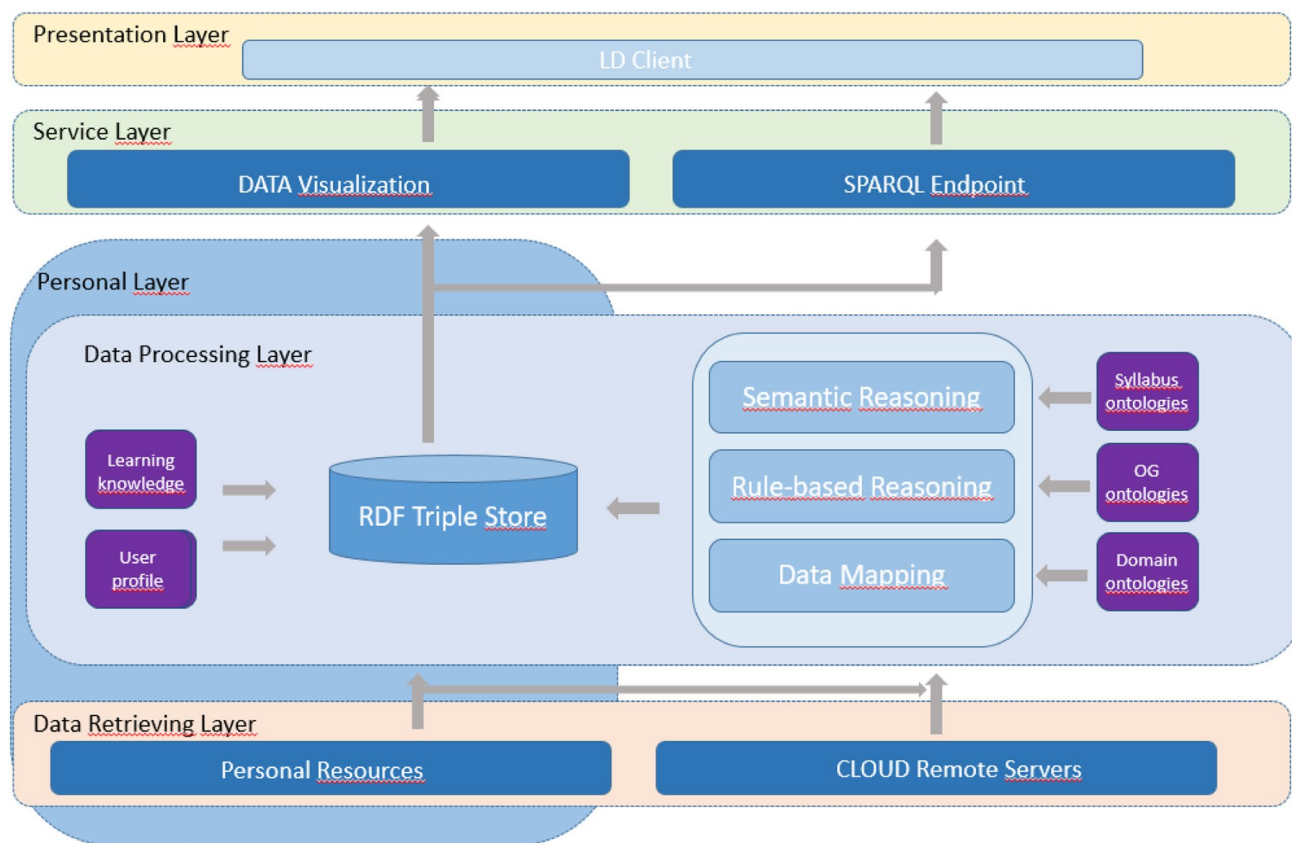 Presentation Layer
LD Client
Service Layer
DATA Visualization
SPARQL Endpoint
Personal Layer
Data Processing Layer
Learning
knowledge
User
profile
RDF Triple Store
Semantic Reasoning
Rule-based Reasoning
Data Mapping
Syllabus
ontologies
OG
ontologies
Domain
ontologies
Data Retrieving Layer
Personal Resources
CLOUD Remote Servers